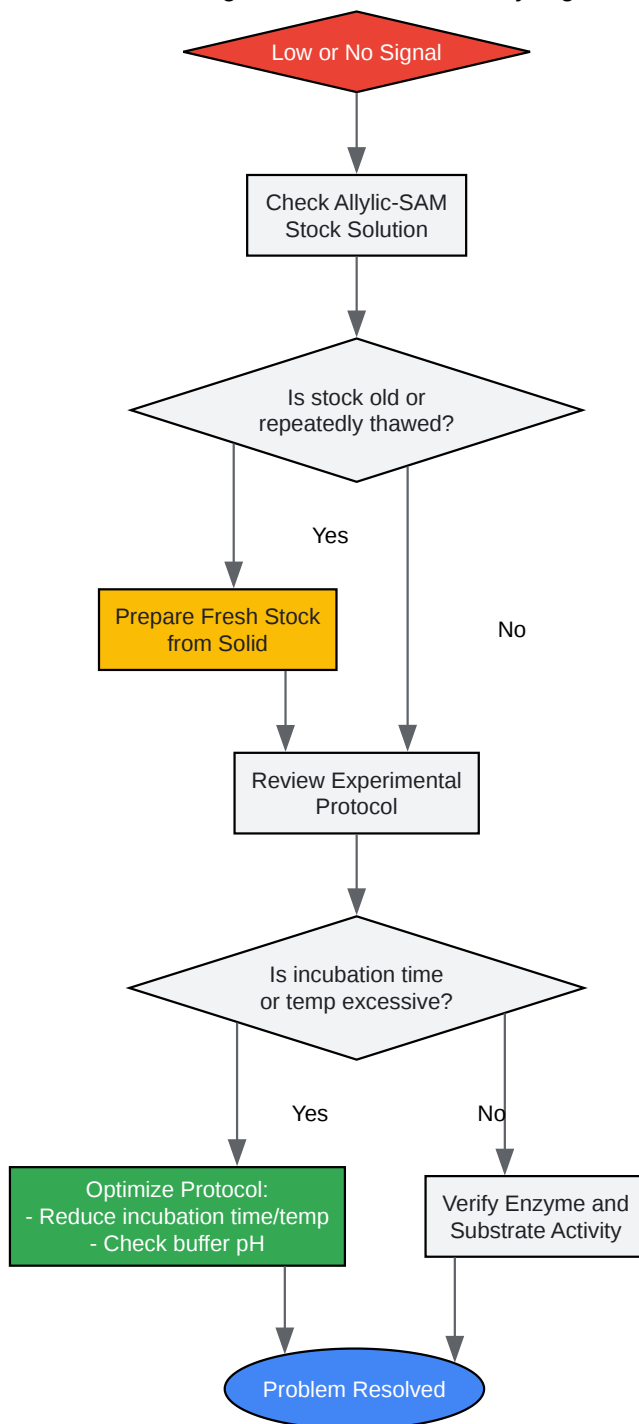 Low or No Signal
Check Allylic-SAM
Stock Solution
Is stock old or
repeatedly thawed?
Yes
Prepare Fresh Stock
from Solid
No
Review Experimental
Protocol
Is incubation time
or temp excessive?
Yes
No
Optimize Protocol:
- Reduce incubation time/temp
- Check buffer pH
Verify Enzyme and
Substrate Activity
Problem Resolved